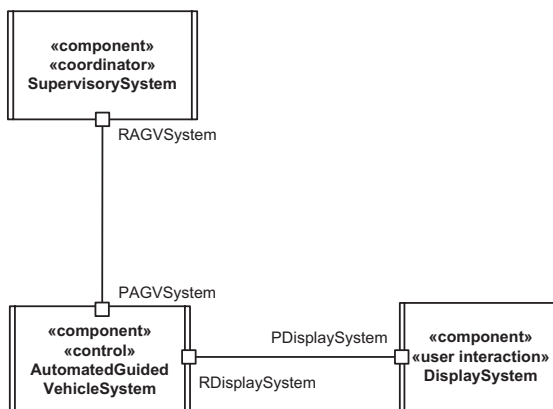 «component»
«coordinator»
SupervisorySystem
RAGVSystem
PAGVSystem
«component»
«control»
AutomatedGuided
VehicleSystem
PDisplaySystem
RDisplaySystem
«component»
«user interaction»
DisplaySystem